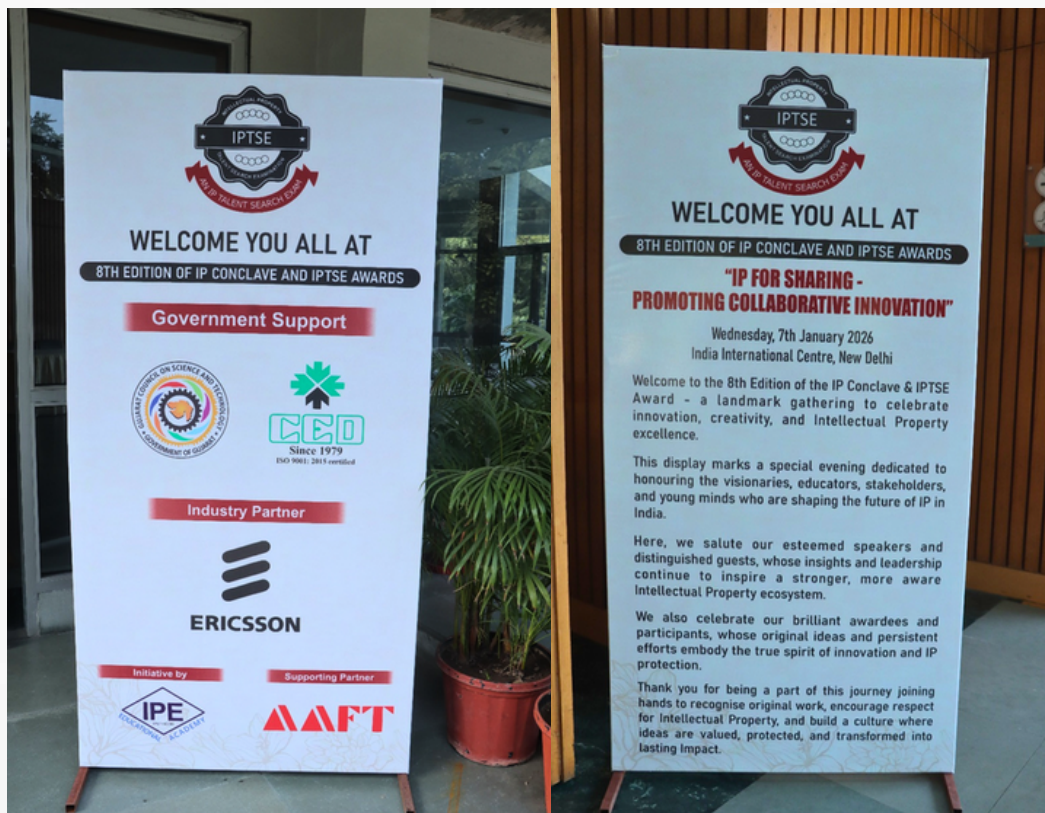 INTELLECTUAL PROPERTY
IPTSE
TALENT SEARCH EXAMINATION
AN IP TALENT SEARCH EXAM
WELCOME YOU ALL AT
8TH EDITION OF IP CONCLAVE AND IPTSE AWARDS
Government Support
GUJARAT COUNCIL ON SCIENCE AND TECHNOLOGY
GOVERNMENT OF GUJARAT
CED
Since 1979
ISO 9001: 2015 certified
Industry Partner
ERICSSON
Initiative by
IPE
EDUCATIONAL ACADEMY
Supporting Partner
AAFT
INTELLECTUAL PROPERTY
IPTSE
TALENT SEARCH EXAMINATION
AN IP TALENT SEARCH EXAM
WELCOME YOU ALL AT
8TH EDITION OF IP CONCLAVE AND IPTSE AWARDS
“IP FOR SHARING -
PROMOTING COLLABORATIVE INNOVATION”
Wednesday, 7th January 2026
India International Centre, New Delhi
Welcome to the 8th Edition of the IP Conclave & IPTSE
Award - a landmark gathering to celebrate
innovation, creativity, and Intellectual Property
excellence.
This display marks a special evening dedicated to
honouring the visionaries, educators, stakeholders,
and young minds who are shaping the future of IP in
India.
Here, we salute our esteemed speakers and
distinguished guests, whose insights and leadership
continue to inspire a stronger, more aware
Intellectual Property ecosystem.
We also celebrate our brilliant awardees and
participants, whose original ideas and persistent
efforts embody the true spirit of innovation and IP
protection.
Thank you for being a part of this journey joining
hands to recognise original work, encourage respect
for Intellectual Property, and build a culture where
ideas are valued, protected, and transformed into
lasting Impact.